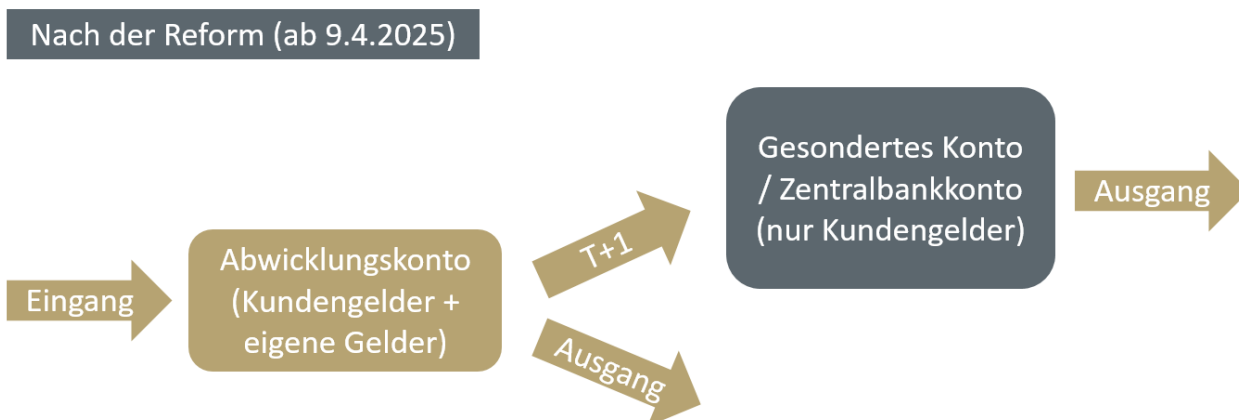 Nach der Reform (ab 9.4.2025)
Eingang
Abwicklungskonto
(Kundengelder +
eigene Gelder)
T+1
Ausgang
Gesondertes Konto
/ Zentralbankkonto
(nur Kundengelder)
Ausgang